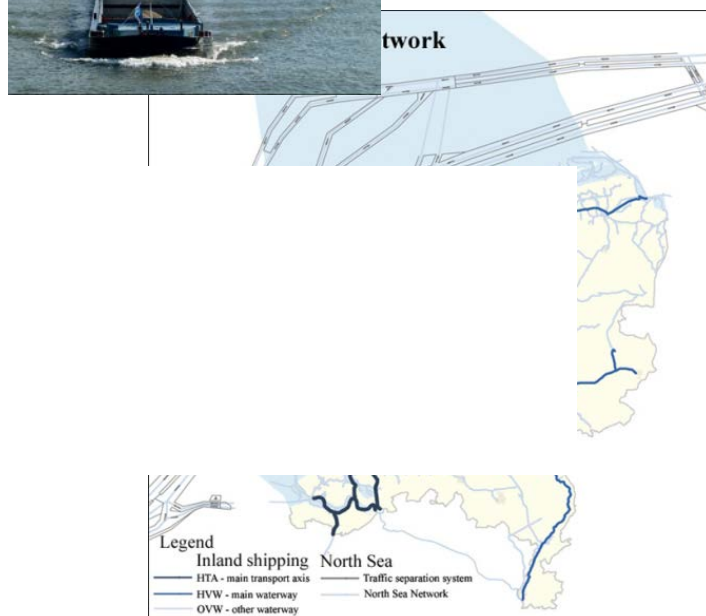 twork
Legend
Inland shipping North Sea
HTA - main transport axis Traffic separation system
HVW - main waterway North Sea Network
OVW - other waterway